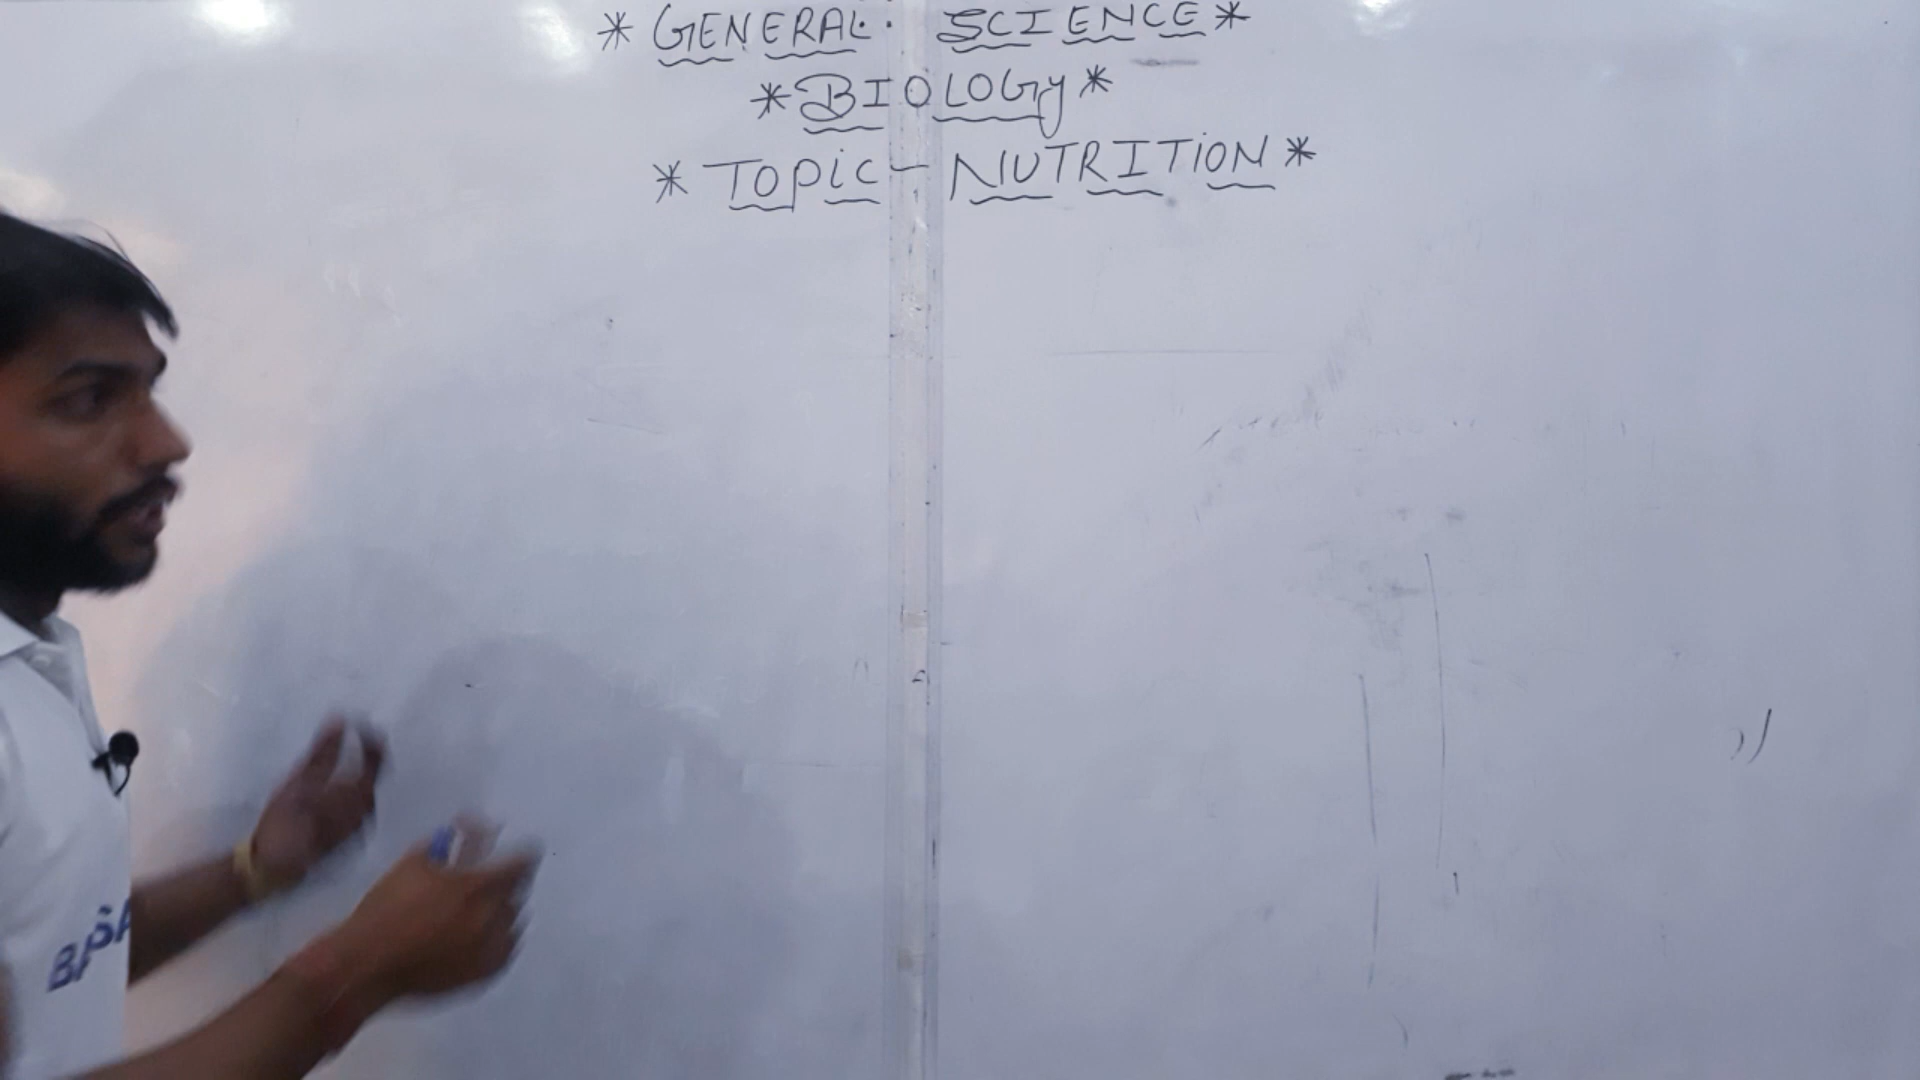 * GENERAL: SCIENCE *
* BIOLOGY *
* TOPIC - NUTRITION *